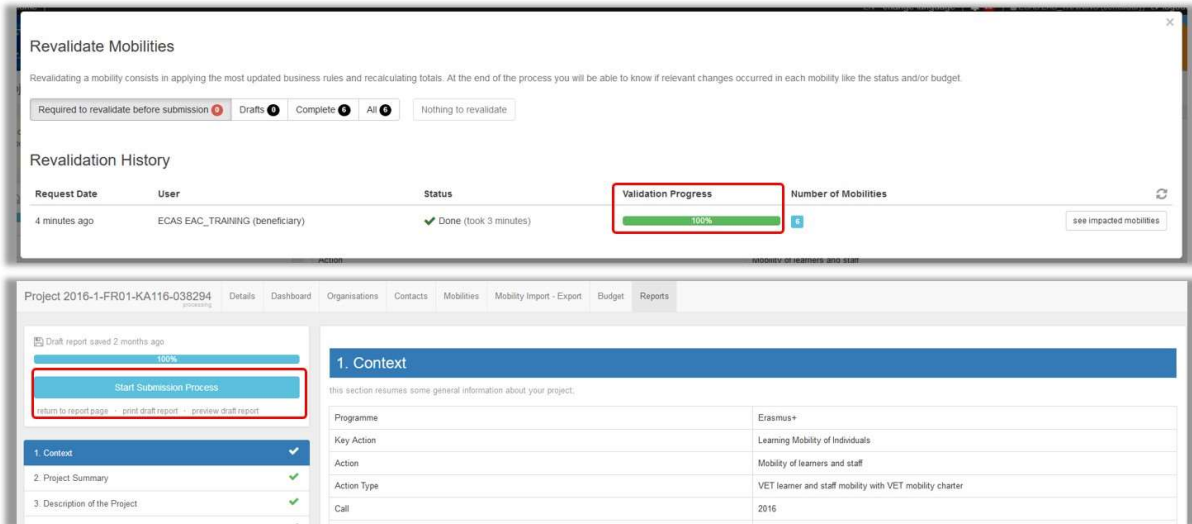 Revalidate Mobilities
Revalidating a mobility consists in applying the most updated business rules and recalculating totals. At the end of the process you will be able to know if relevant changes occurred in each mobility like the status and/or budget.
Required to revalidate before submission 0 Drafts 0 Complete 6 All 6 Nothing to revalidate
Revalidation History
Request Date User Status Validation Progress Number of Mobilities
4 minutes ago ECAS EAC_TRAINING (beneficiary) Done (took 3 minutes) 100% 6 see impacted mobilities
Action Mobility of learners and staff
Project 2016-1-FR01-KA116-038294 Details Dashboard Organisations Contacts Mobilities Mobility Import - Export Budget Reports
processing
Draft report saved 2 months ago
100%
Start Submission Process
return to report page - print draft report - preview draft report
1. Context
2. Project Summary
3. Description of the Project
1. Context
this section resumes some general information about your project.
Programme Erasmus+
Key Action Learning Mobility of Individuals
Action Mobility of learners and staff
Action Type VET learner and staff mobility with VET mobility charter
Call 2016